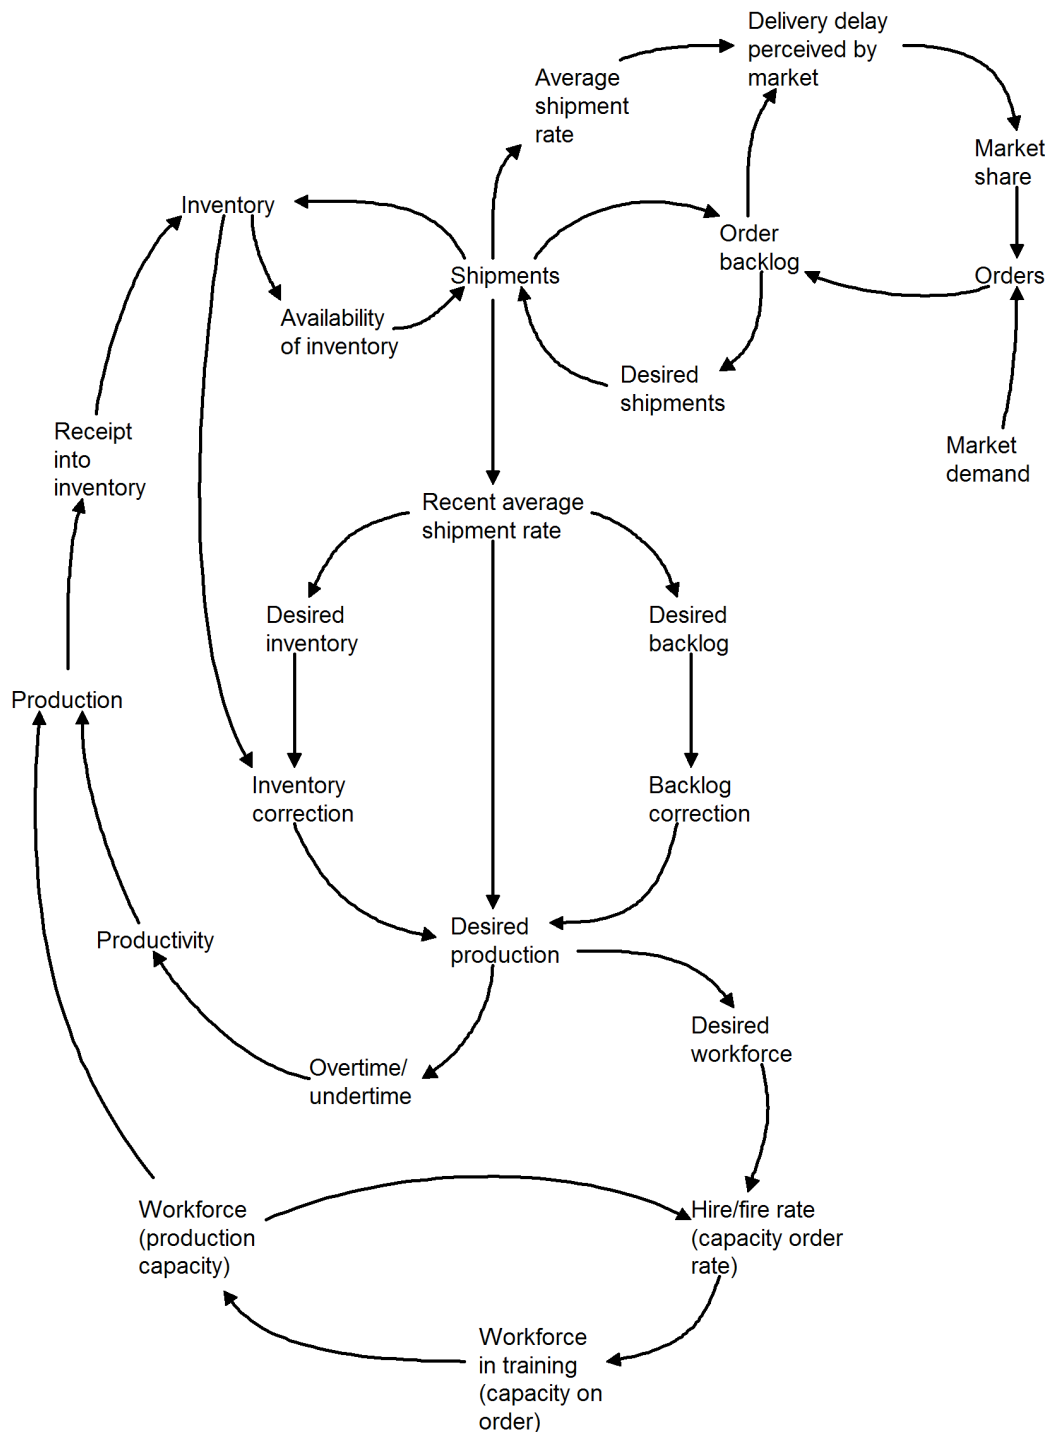 Delivery delay
perceived by
market
Average
shipment
rate
Market
share
Inventory
Order
backlog
Shipments
Orders
Availability
of inventory
Desired
shipments
Receipt
into
inventory
Market
demand
Recent average
shipment rate
Desired
inventory
Desired
backlog
Production
Inventory
correction
Backlog
correction
Desired
production
Productivity
Desired
workforce
Overtime/
undertime
Workforce
(production
capacity)
Hire/fire rate
(capacity order
rate)
Workforce
in training
(capacity on
order)